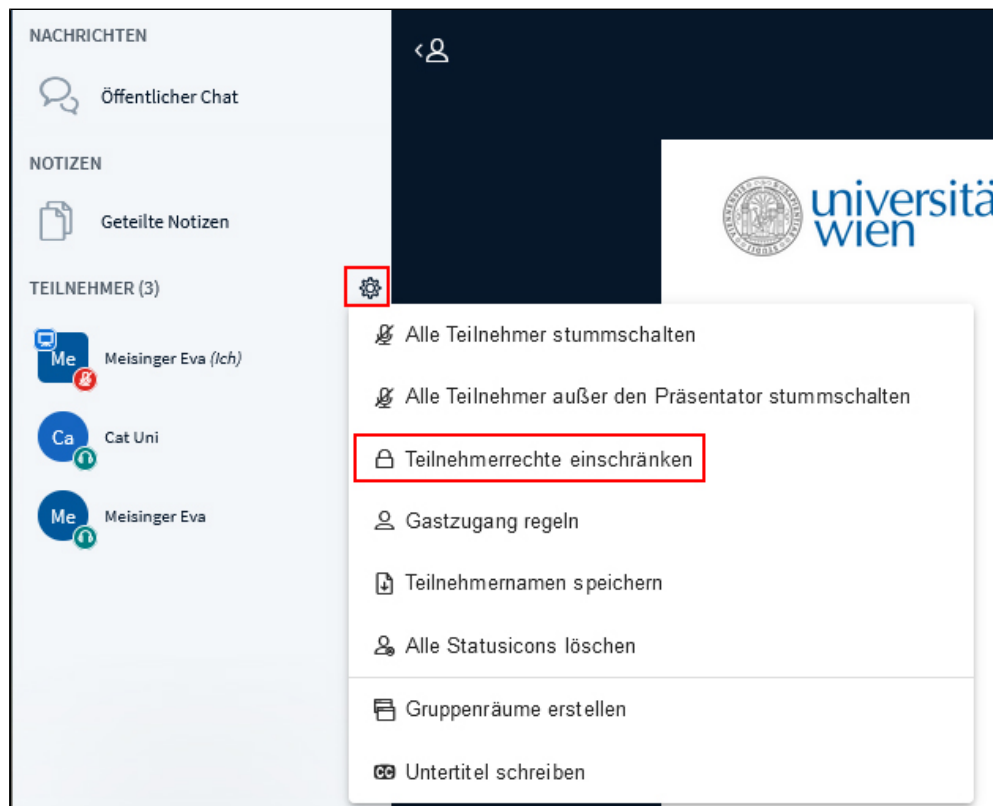 NACHRICHTEN
Öffentlicher Chat
NOTIZEN
Geteilte Notizen
universitä
wien
TEILNEHMER (3)
Me
Meisinger Eva (Ich)
Ca
Cat Uni
Me
Meisinger Eva
Alle Teilnehmer stummschalten
Alle Teilnehmer außer den Präsentator stummschalten
Teilnehmerrechte einschränken
Gastzugang regeln
Teilnehmernamen speichern
Alle Statusicons löschen
Gruppenräume erstellen
CC Untertitel schreiben